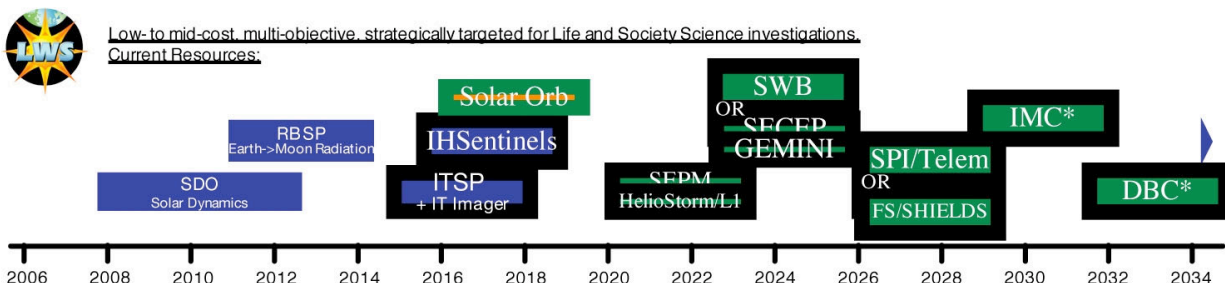 LWS
Low- to mid-cost, multi-objective, strategically targeted for Life and Society Science investigations.
Current Resources:
Solar Orb
SWB
OR
SECEP
GEMINI
IMC*
RBSP
Earth->Moon Radiation
IHSentinels
SPI/Telem
OR
FS/SHIELDS
SDO
Solar Dynamics
ITSP
+ IT Imager
SEPM
HelioStorm/L1
DBC*
2006 2008 2010 2012 2014 2016 2018 2020 2022 2024 2026 2028 2030 2032 2034